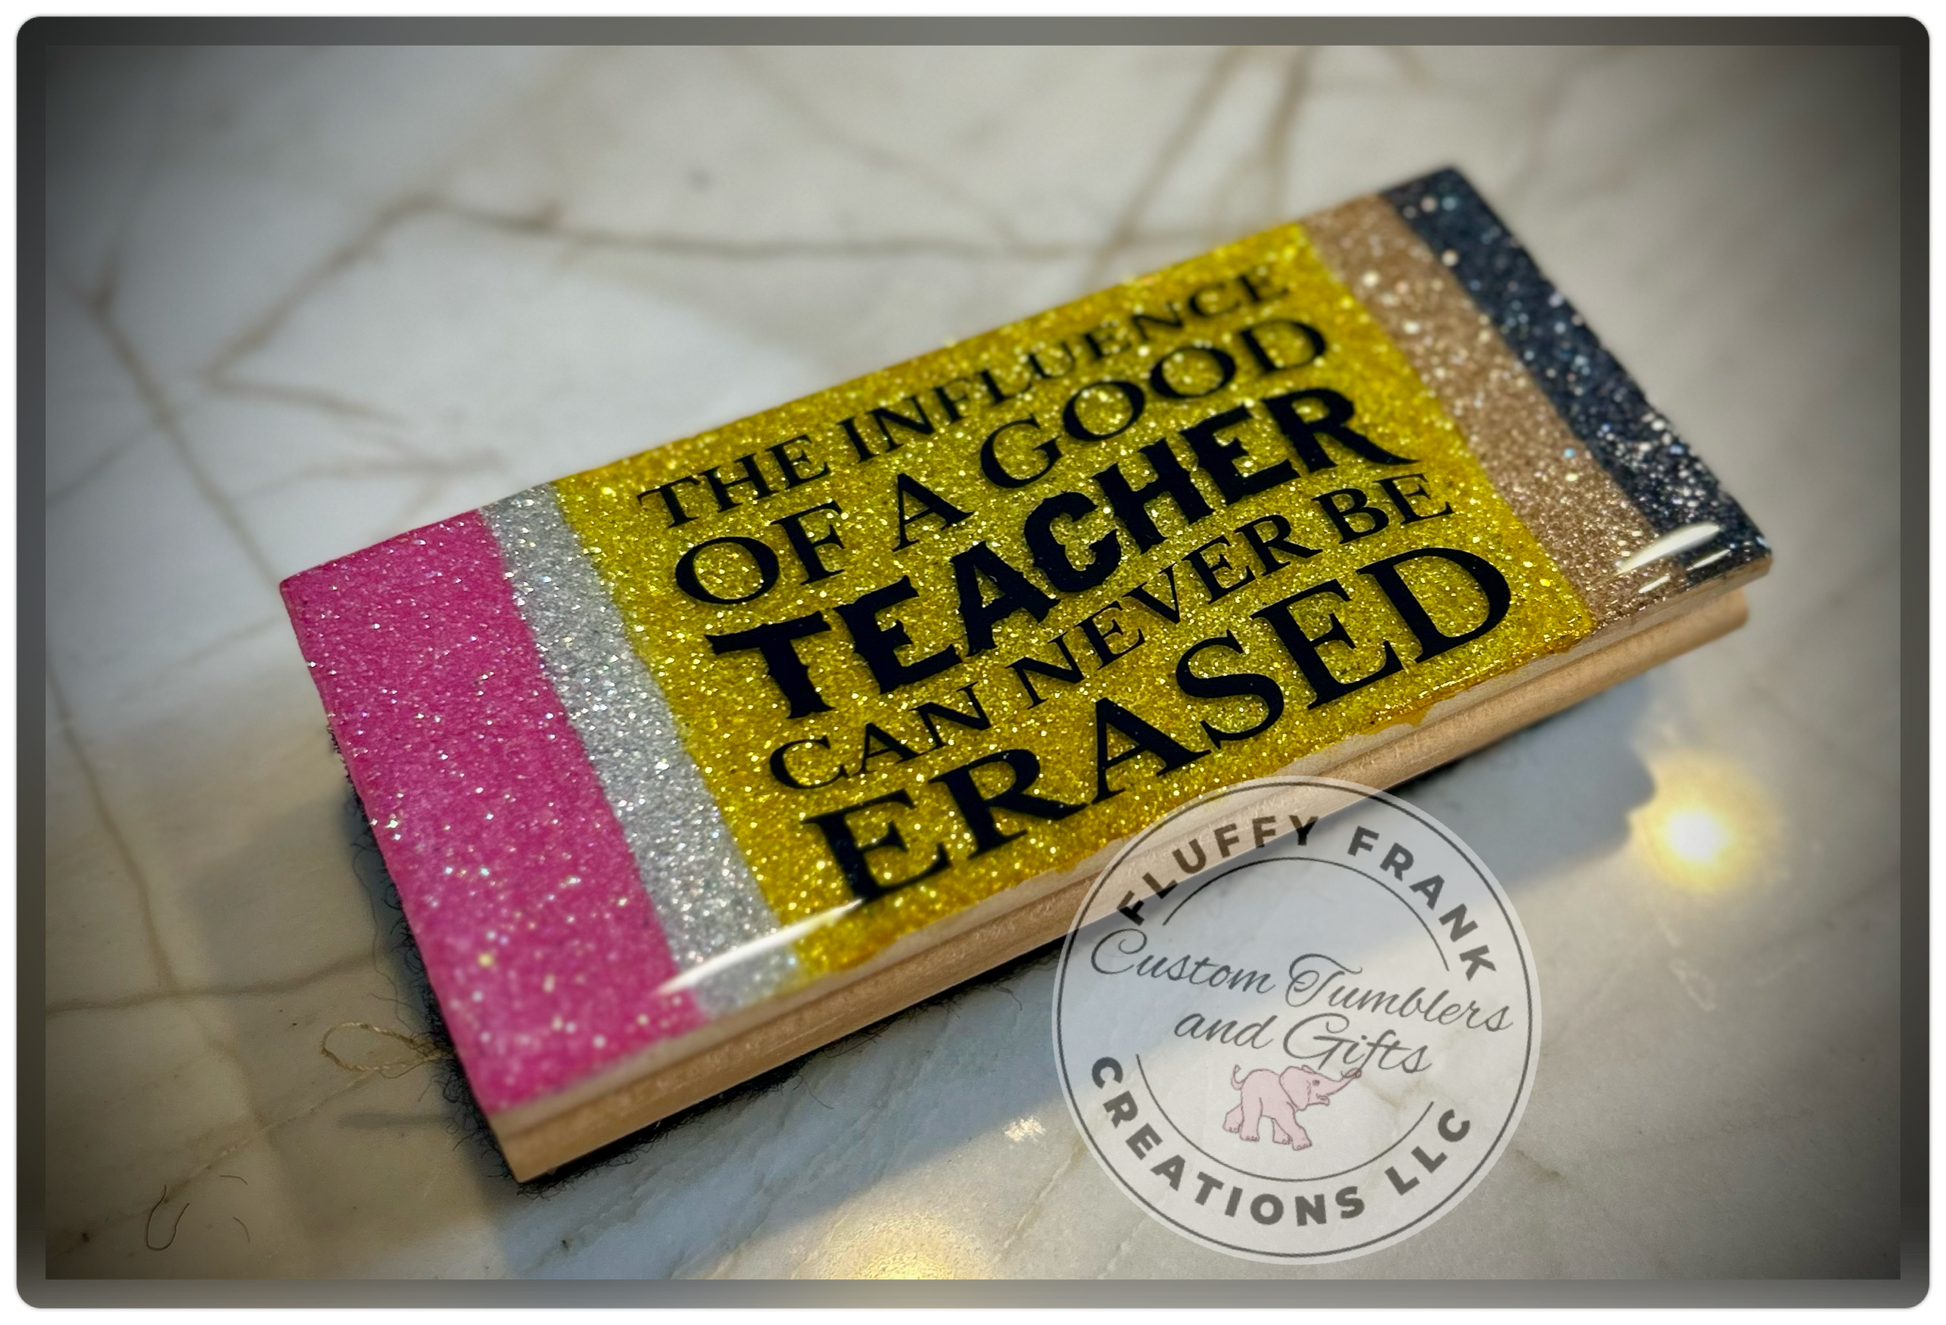 THE INFLUENCE
OF A GOOD
TEACHER
CAN NEVER BE
ERASED
FLUFFY FRANK
Custom Tumblers
and Gifts
CREATIONS LLC